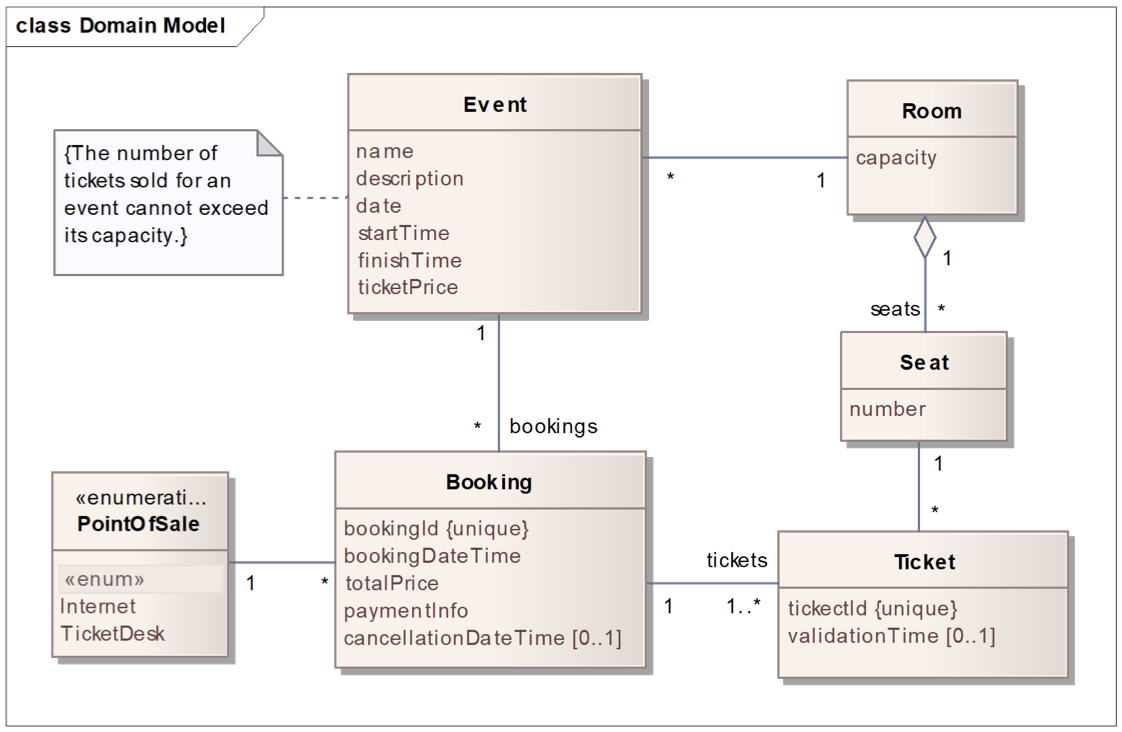 class Domain Model
{The number of
tickets sold for an
event cannot exceed
its capacity.}
Event
name
description
date
startTime
finishTime
ticketPrice
*
1
Room
capacity
1
seats *
Seat
number
1
*
1
* bookings
«enumerati...
PointOfSale
«enum»
Internet
TicketDesk
1
*
Booking
bookingId {unique}
bookingDateTime
totalPrice
paymentInfo
cancellationDateTime [0..1]
tickets
1
1..*
Ticket
tickectId {unique}
validationTime [0..1]